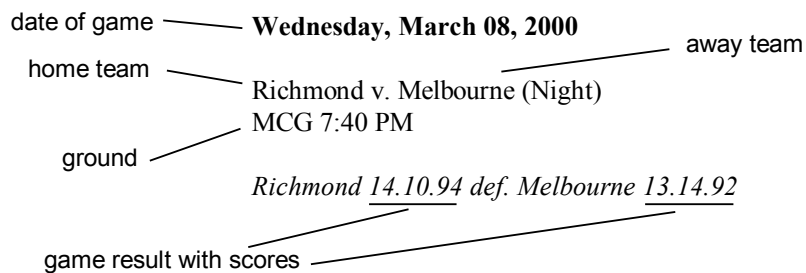 date of game
Wednesday, March 08, 2000
away team
home team
Richmond v. Melbourne (Night)
MCG 7:40 PM
ground
Richmond 14.10.94 def. Melbourne 13.14.92
game result with scores